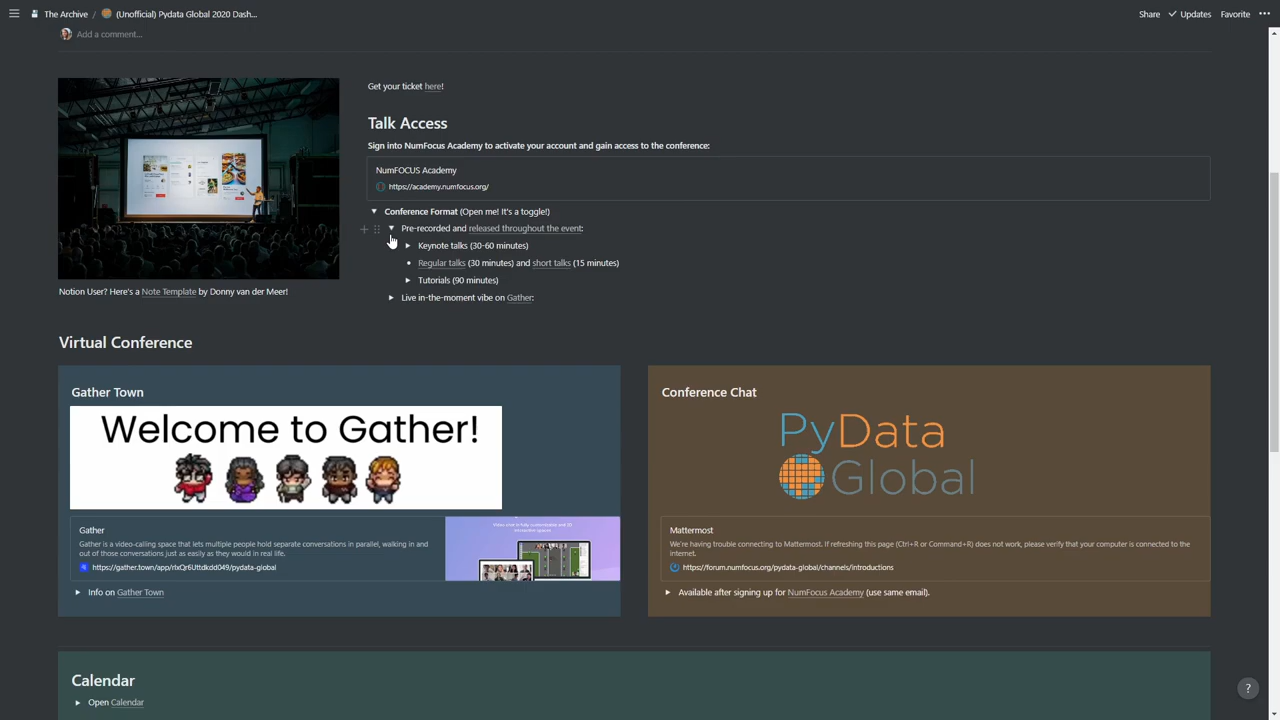 The Archive / (Unofficial) Pydata Global 2020 Dash...
Share Updates Favorite
Add a comment...
Get your ticket here!
Talk Access
Sign into NumFocus Academy to activate your account and gain access to the conference:
NumFOCUS Academy
https://academy.numfocus.org/
Conference Format (Open me! It's a toggle!)
Pre-recorded and released throughout the event:
Keynote talks (30-60 minutes)
Regular talks (30 minutes) and short talks (15 minutes)
Tutorials (90 minutes)
Live in-the-moment vibe on Gather:
Notion User? Here's a Note Template by Donny van der Meer!
Virtual Conference
Gather Town
Welcome to Gather!
Gather
Gather is a video-calling space that lets multiple people hold separate conversations in parallel, walking in and
out of those conversations just as easily as they would in real life.
https://gather.town/app/rlxQr6Uttdkdd049/pydata-global
Info on Gather Town
Conference Chat
PyData
Global
Mattermost
We're having trouble connecting to Mattermost. If refreshing this page (Ctrl+R or Command+R) does not work, please verify that your computer is connected to the
internet.
https://forum.numfocus.org/pydata-global/channels/introductions
Available after signing up for NumFocus Academy (use same email).
Calendar
Open Calendar
?